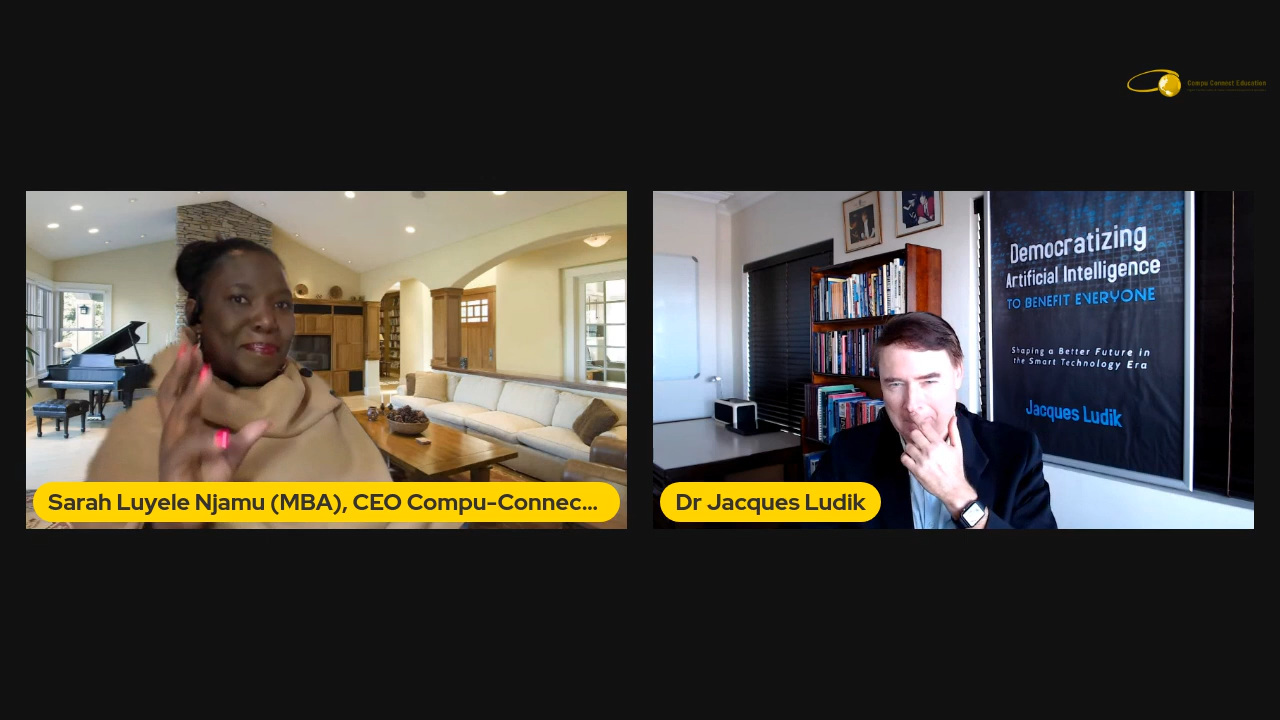 Compu Connect Education
Democratizing
Artificial Intelligence
TO BENEFIT EVERYONE
Shaping a Better Future in
the Smart Technology Era
Jacques Ludik
Sarah Luyele Njamu (MBA), CEO Compu-Connec...
Dr Jacques Ludik